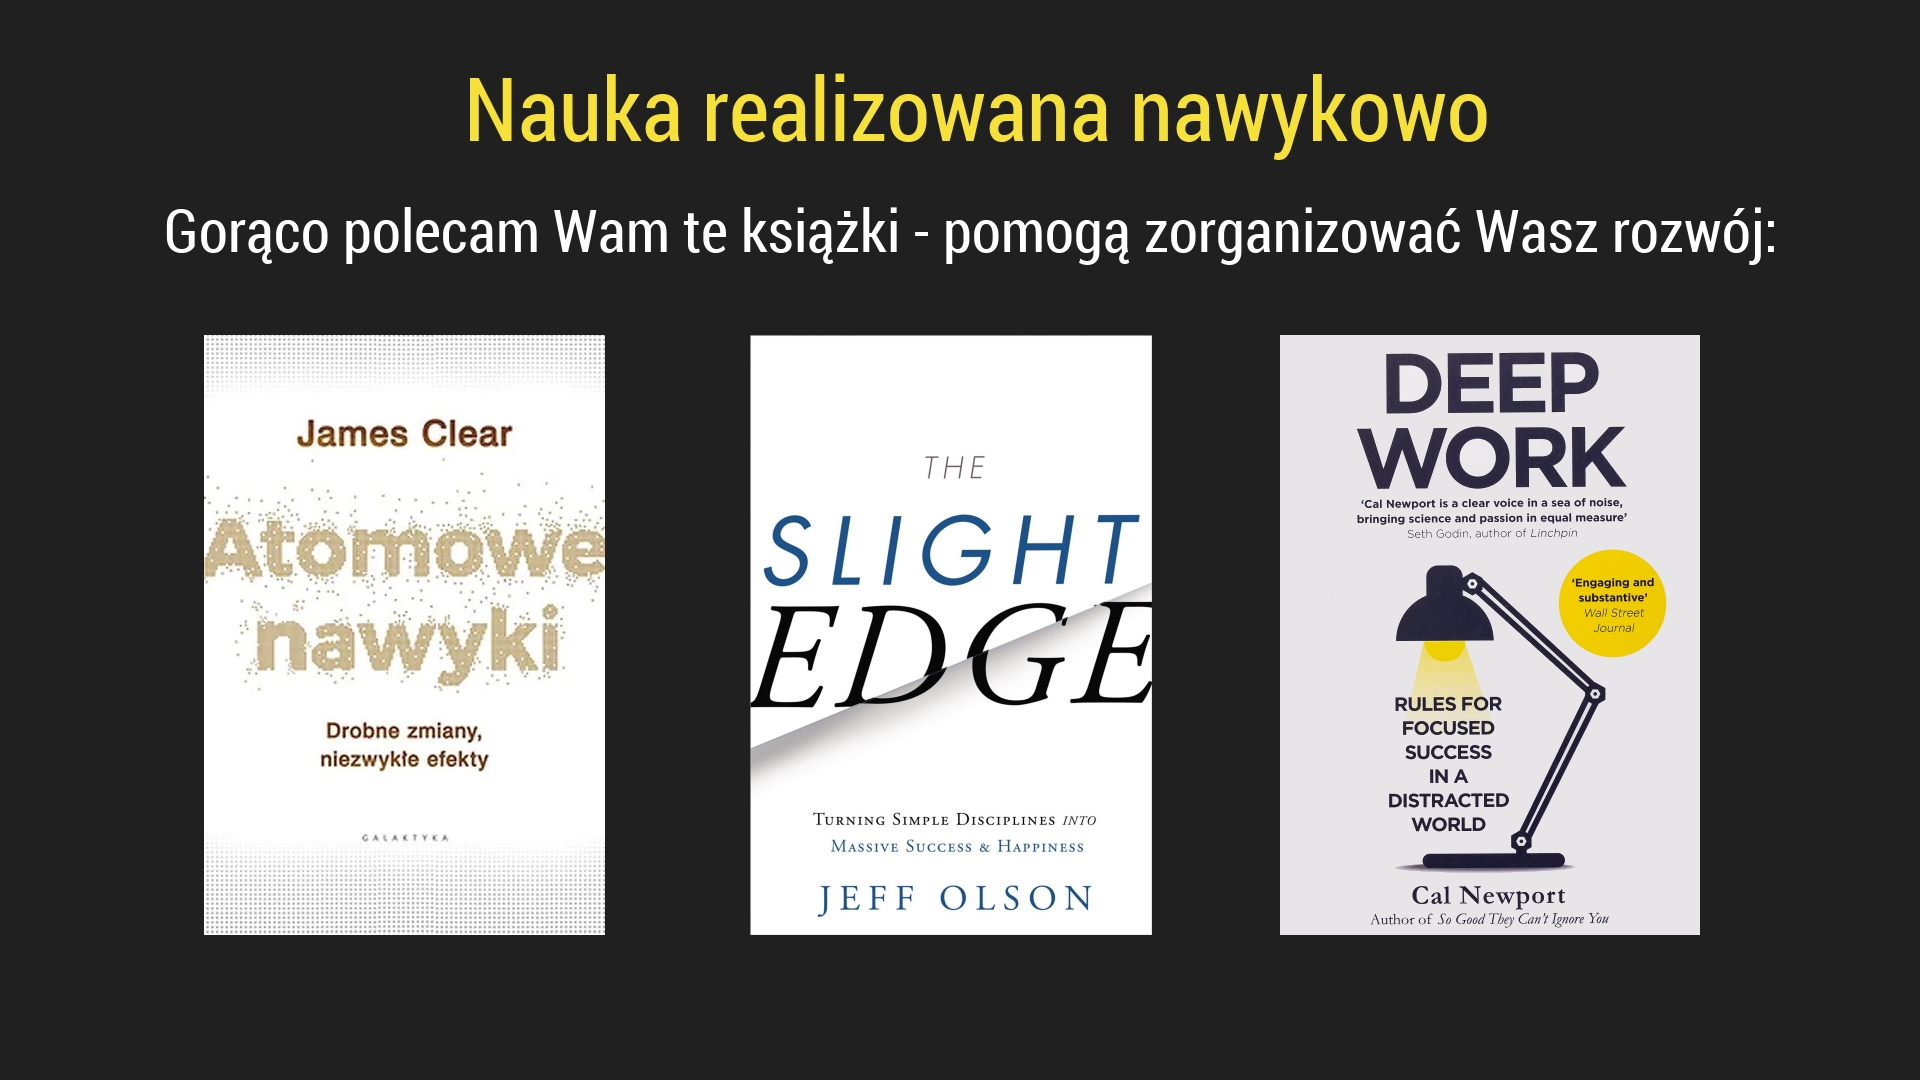 Nauka realizowana nawykowo
Gorąco polecam Wam te książki - pomogą zorganizować Wasz rozwój:
James Clear
Atomowe
nawyki
Drobne zmiany,
niezwykłe efekty
GALAKTYKA
THE
SLIGHT
EDGE
TURNING SIMPLE DISCIPLINES INTO
MASSIVE SUCCESS & HAPPINESS
JEFF OLSON
DEEP
WORK
‘Cal Newport is a clear voice in a sea of noise,
bringing science and passion in equal measure’
Seth Godin, author of Linchpin
‘Engaging and
substantive’
Wall Street
Journal
RULES FOR
FOCUSED
SUCCESS
IN A
DISTRACTED
WORLD
Cal Newport
Author of So Good They Can’t Ignore You